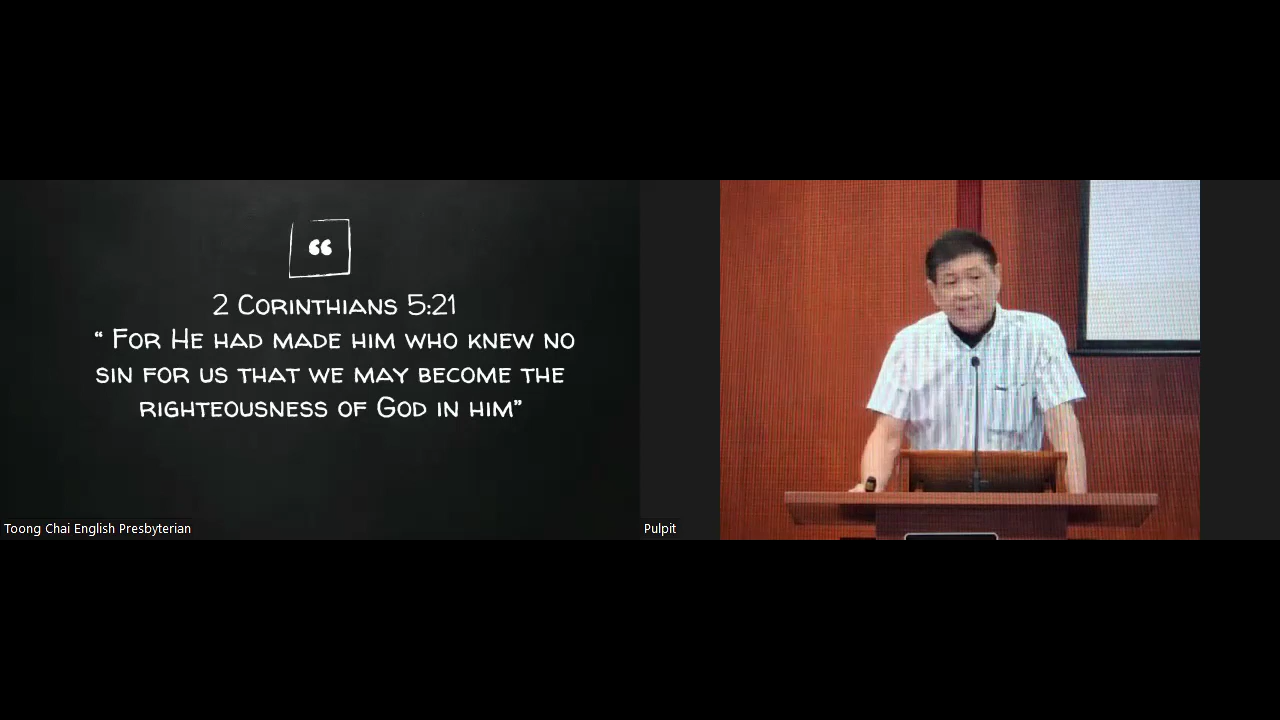 “
2 Corinthians 5:21
“ For He had made him who knew no
sin for us that we may become the
righteousness of God in him”
Toong Chai English Presbyterian
Pulpit